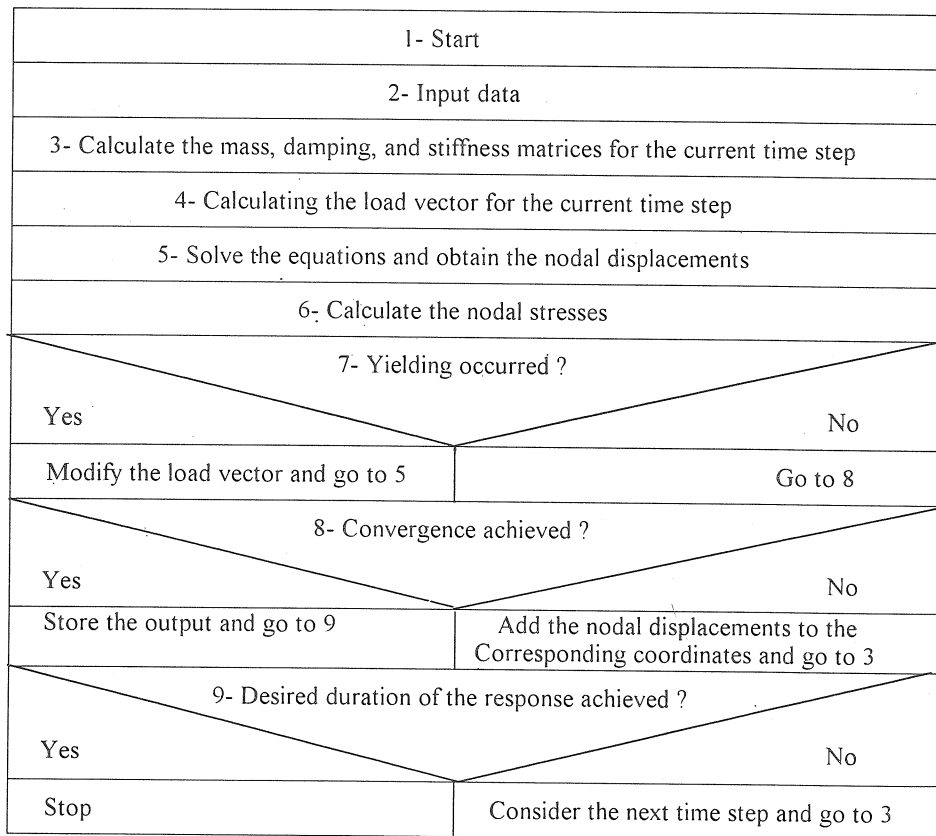 1- Start
2- Input data
3- Calculate the mass, damping, and stiffness matrices for the current time step
4- Calculating the load vector for the current time step
5- Solve the equations and obtain the nodal displacements
6- Calculate the nodal stresses
7- Yielding occurred ?
Yes
No
Modify the load vector and go to 5
Go to 8
8- Convergence achieved ?
Yes
No
Store the output and go to 9
Add the nodal displacements to the
Corresponding coordinates and go to 3
9- Desired duration of the response achieved ?
Yes
No
Stop
Consider the next time step and go to 3